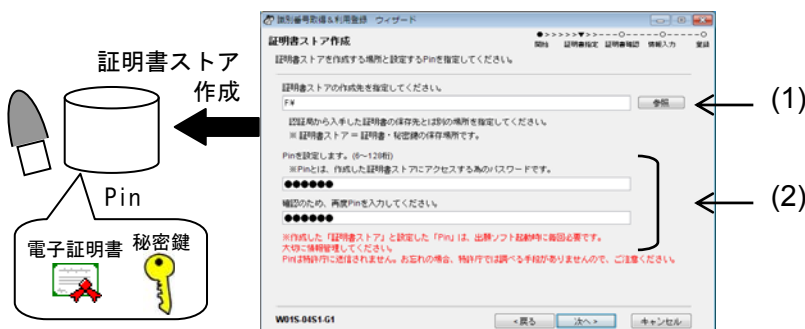 証明書ストア
作成
Pin
電子証明書
秘密鍵
識別番号取得&利用登録 ウィザード
証明書ストア作成
●>>>>>▼>>---○-----○-----○
開始 証明書指定 証明書確認 情報入力 登録
証明書ストアを作成する場所と設定するPinを指定してください。
証明書ストアの作成先を指定してください。
F¥
参照
認証局から入手した証明書の保存先とは別の場所を指定してください。
※ 証明書ストア = 証明書・秘密鍵の保存場所です。
Pinを設定します。(6~128桁)
※Pinとは、作成した証明書ストアにアクセスする為のパスワードです。
●●●●●●
確認のため、再度Pinを入力してください。
●●●●●●
※作成した「証明書ストア」と設定した「Pin」は、出願ソフト起動時に毎回必要です。
大切に情報管理してください。
Pinは特許庁に送信されません。お忘れの場合、特許庁では調べる手段がありませんので、ご注意ください。
W01S-04S1-G1
<戻る
次へ >
キャンセル
(1)
(2)